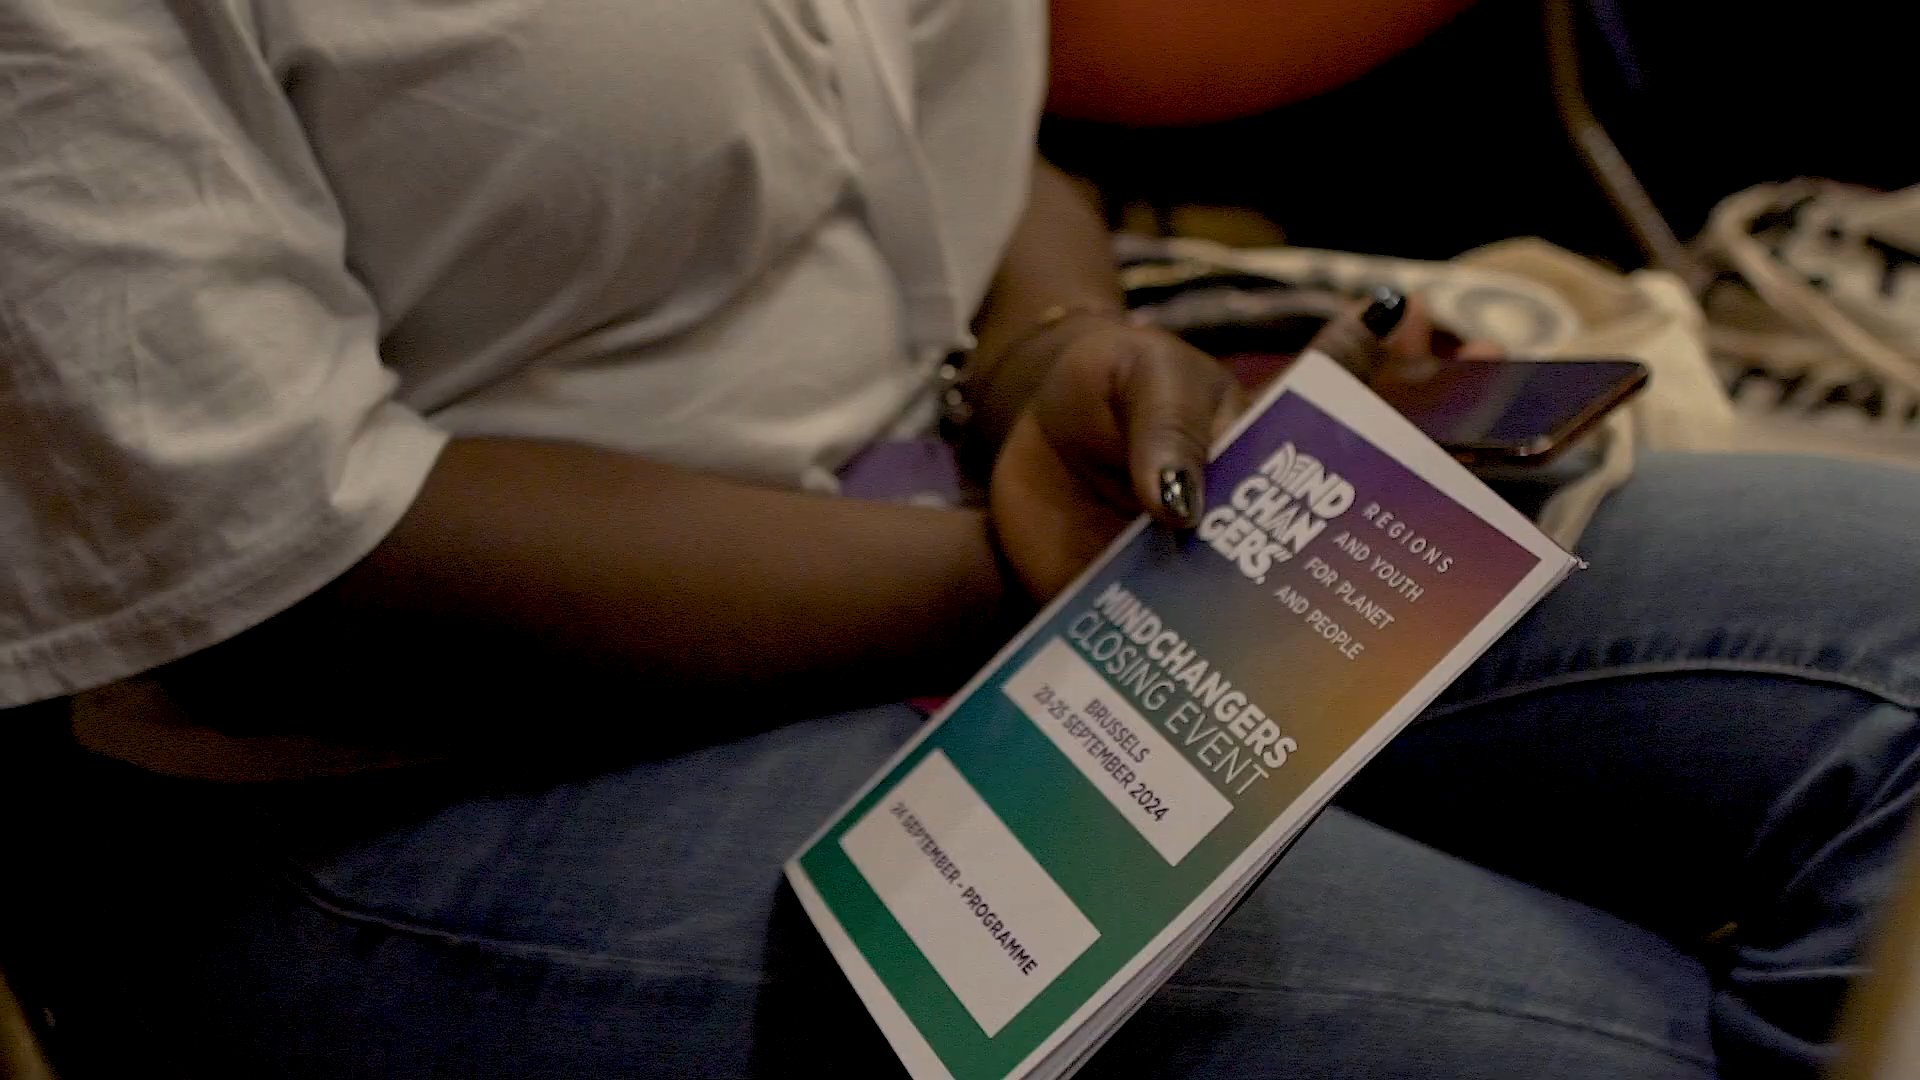 MIND
CHAN
GERS.
REGIONS
AND YOUTH
FOR PLANET
AND PEOPLE
MINDCHANGERS
CLOSING EVENT
BRUSSELS
23-25 SEPTEMBER 2024
24 SEPTEMBER - PROGRAMME